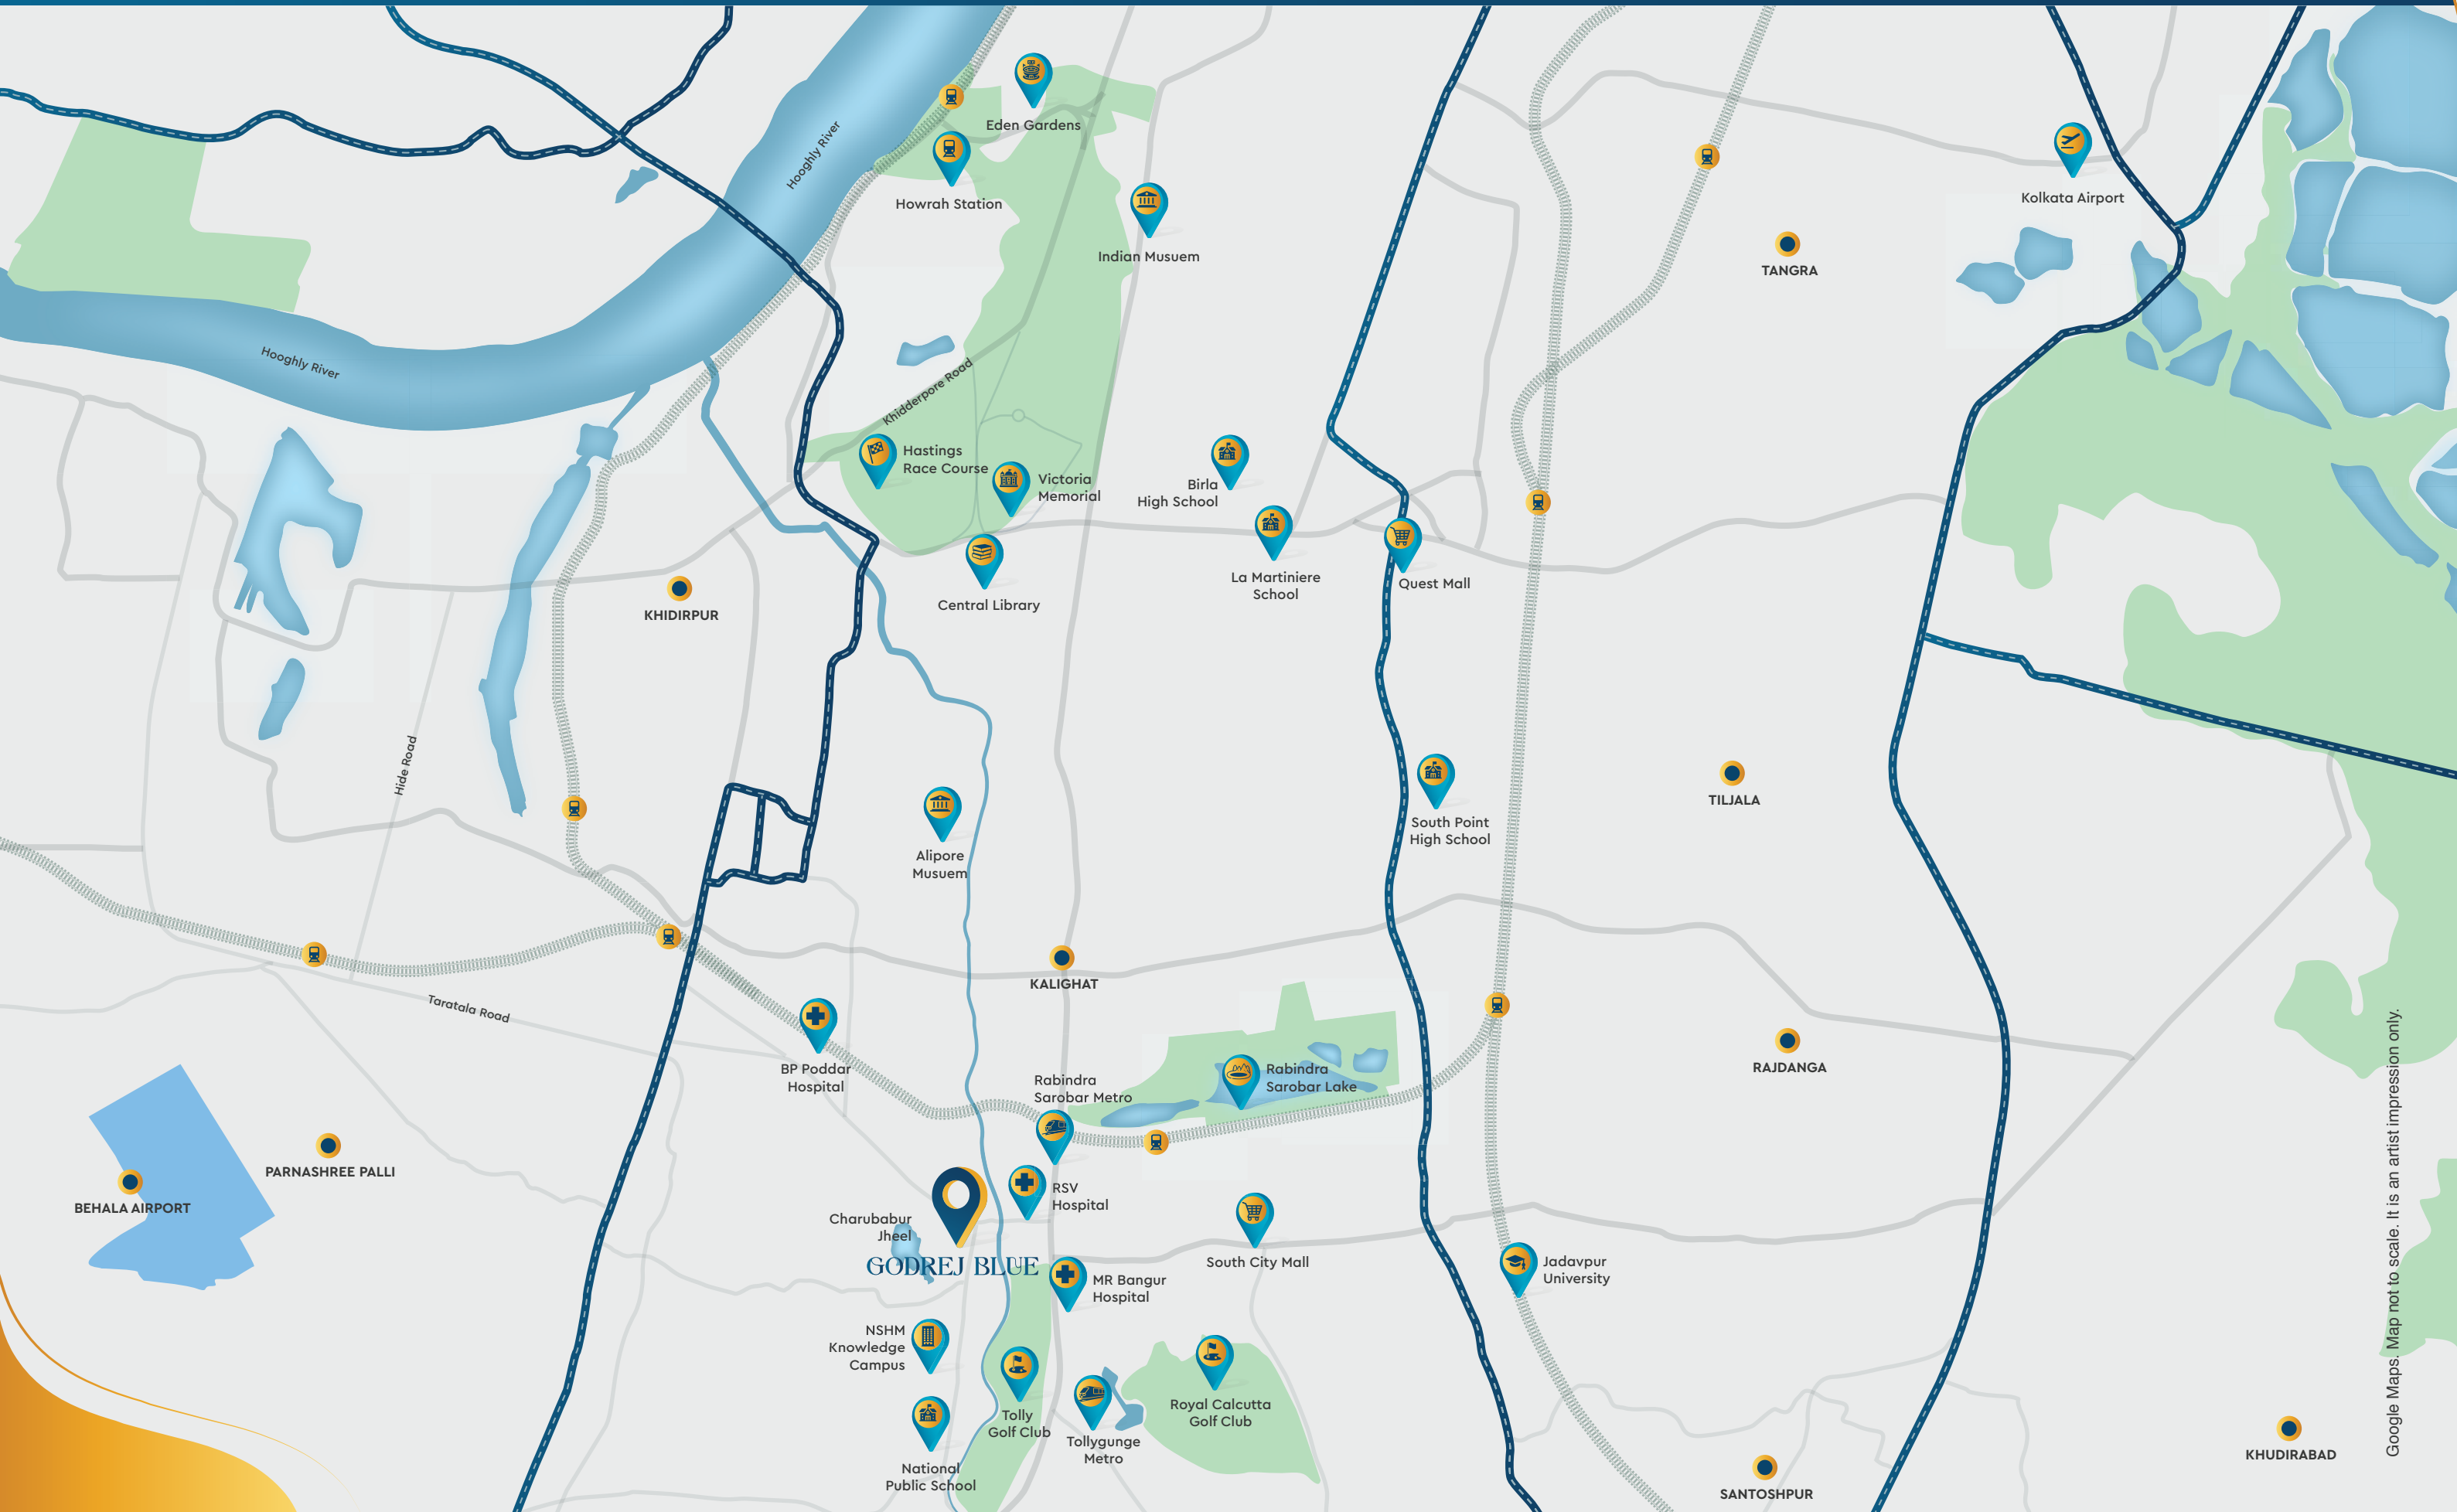 Eden Gardens
Hooghly River
Howrah Station
Kolkata Airport
Indian Musuem
TANGRA
Hooghly River
Khidderpore Road
Hastings
Race Course
Victoria
Memorial
Birla
High School
La Martiniere
School
Quest Mall
Central Library
KHIDIRPUR
Hide Road
TILJALA
South Point
High School
Alipore
Musuem
KALIGHAT
Taratala Road
BP Poddar
Hospital
Rabindra
Sarobar Metro
Rabindra
Sarobar Lake
RAJDANGA
PARNASHREE PALLI
BEHALA AIRPORT
RSV
Hospital
Charubabur
Jheel
GODREJ BLUE
South City Mall
MR Bangur
Hospital
Jadavpur
University
NSHM
Knowledge
Campus
Tolly
Golf Club
Royal Calcutta
Golf Club
Tollygunge
Metro
National
Public School
SANTOSHPUR
KHUDIRABAD
Google Maps. Map not to scale. It is an artist impression only.